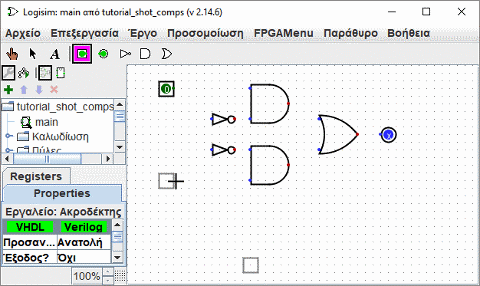 Logisim: main από tutorial_shot_comps (v 2.14.6)
Αρχείο Επεξεργασία Έργο Προσομοίωση FPGAMenu Παράθυρο Βοήθεια
A
tutorial_shot_comps
main
Καλωδίωση
Πύλες
Registers
Properties
Εργαλείο: Ακροδέκτης
VHDL Verilog
Προσαν... Ανατολή
Έξοδος? Όχι
100%
0
x